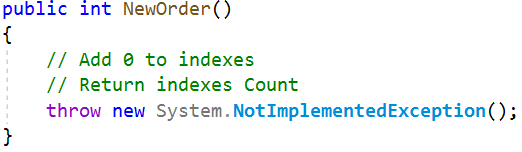 public int NewOrder()
{
    // Add 0 to indexes
    // Return indexes Count
    throw new System.NotImplementedException();
}